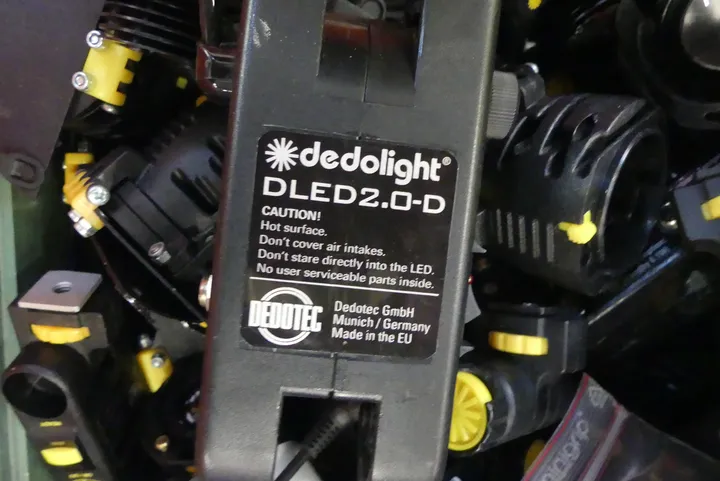 dedolight®
DLED2.0-D
CAUTION!
Hot surface.
Don't cover air intakes.
Don't stare directly into the LED.
No user serviceable parts inside.
DEDOTEC
Dedotec GmbH
Munich / Germany
Made in the EU
minigrip